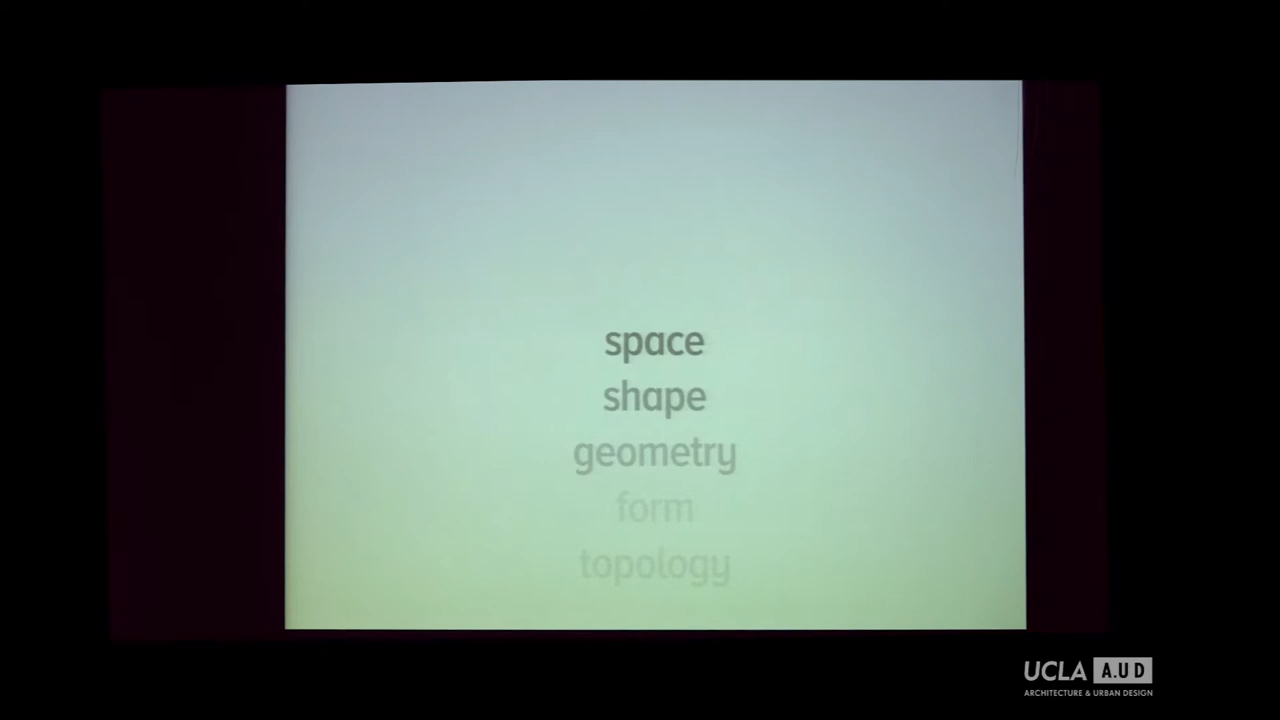 space
shape
geometry
form
topology
UCLA A.U D
ARCHITECTURE & URBAN DESIGN